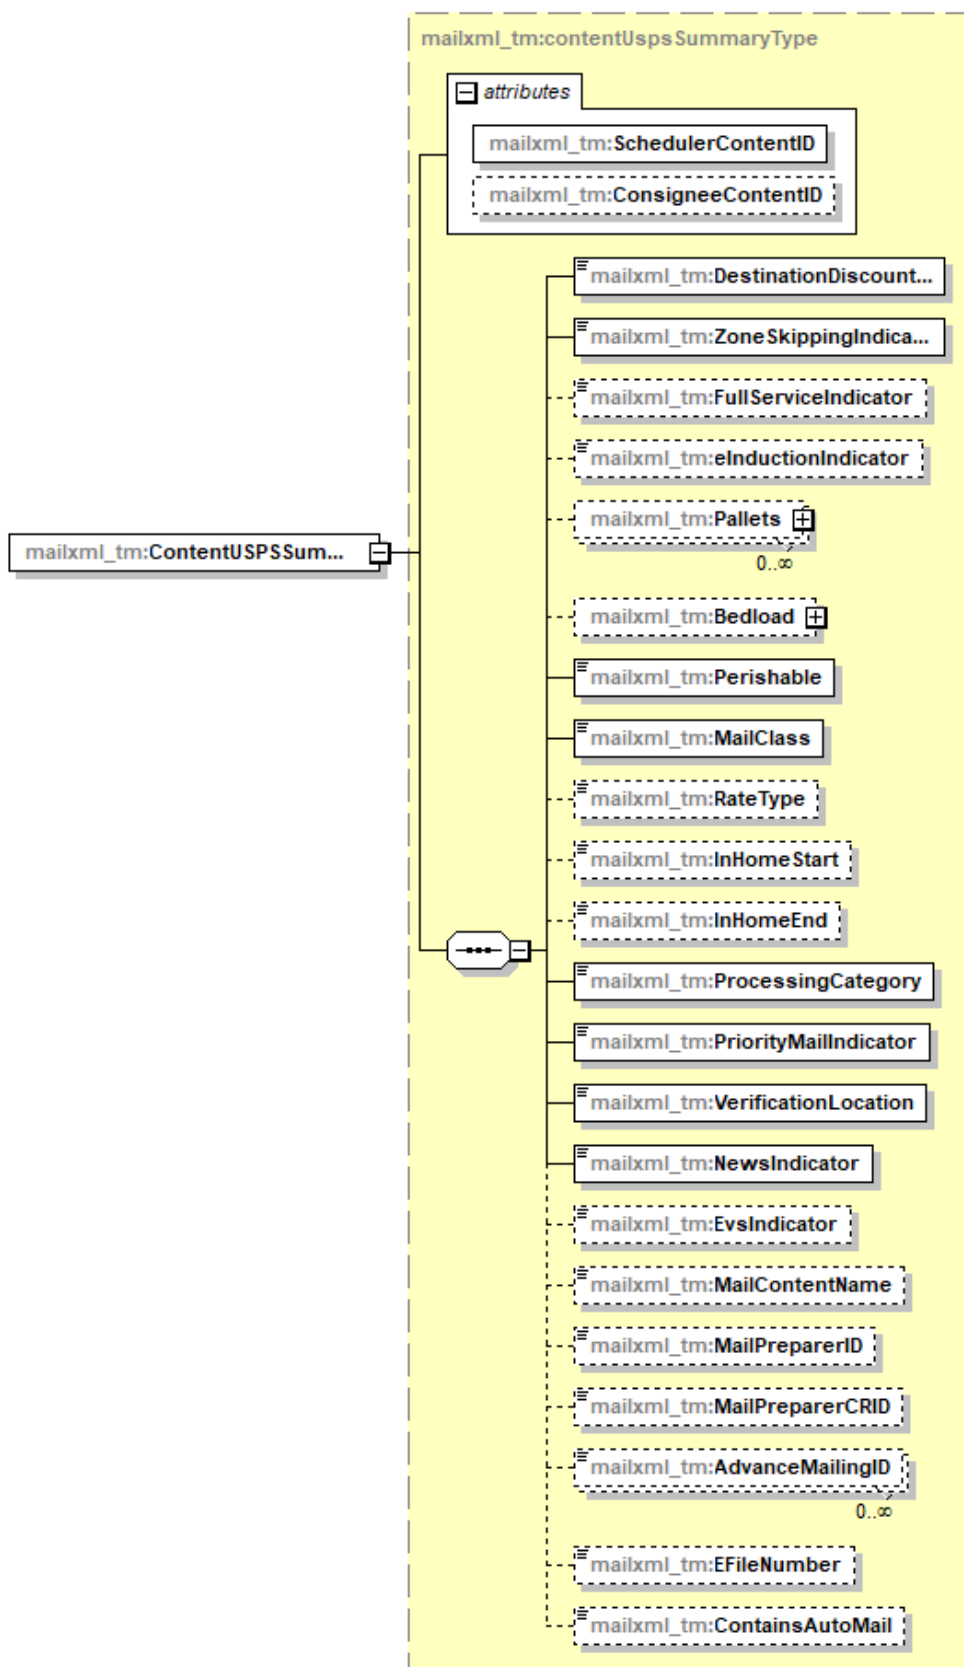 mailxml_tm:contentUspsSummaryType
attributes
mailxml_tm:SchedulerContentID
mailxml_tm:ConsigneeContentID
mailxml_tm:DestinationDiscount...
mailxml_tm:ZoneSkippingIndica...
mailxml_tm:FullServiceIndicator
mailxml_tm:eInductionIndicator
mailxml_tm:Pallets
0..∞
mailxml_tm:ContentUSPSSum...
mailxml_tm:Bedload
mailxml_tm:Perishable
mailxml_tm:MailClass
mailxml_tm:RateType
mailxml_tm:InHomeStart
mailxml_tm:InHomeEnd
mailxml_tm:ProcessingCategory
mailxml_tm:PriorityMailIndicator
mailxml_tm:VerificationLocation
mailxml_tm:NewsIndicator
mailxml_tm:EvsIndicator
mailxml_tm:MailContentName
mailxml_tm:MailPreparerID
mailxml_tm:MailPreparerCRID
mailxml_tm:AdvanceMailingID
0..∞
mailxml_tm:EFileNumber
mailxml_tm:ContainsAutoMail